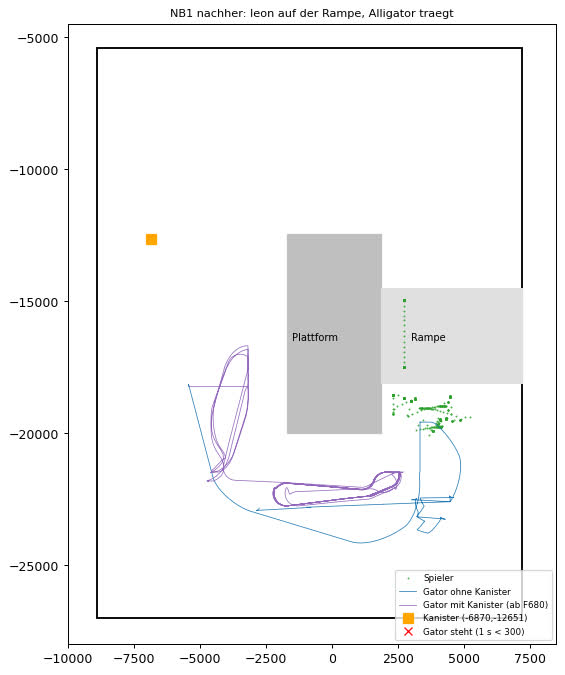 NB1 nachher: leon auf der Rampe, Alligator traegt
−5000
−10000
−15000
−20000
−25000
Plattform
Rampe
Spieler
Gator ohne Kanister
Gator mit Kanister (ab F680)
Kanister (-6870,-12651)
Gator steht (1 s < 300)
−10000 −7500 −5000 −2500 0 2500 5000 7500